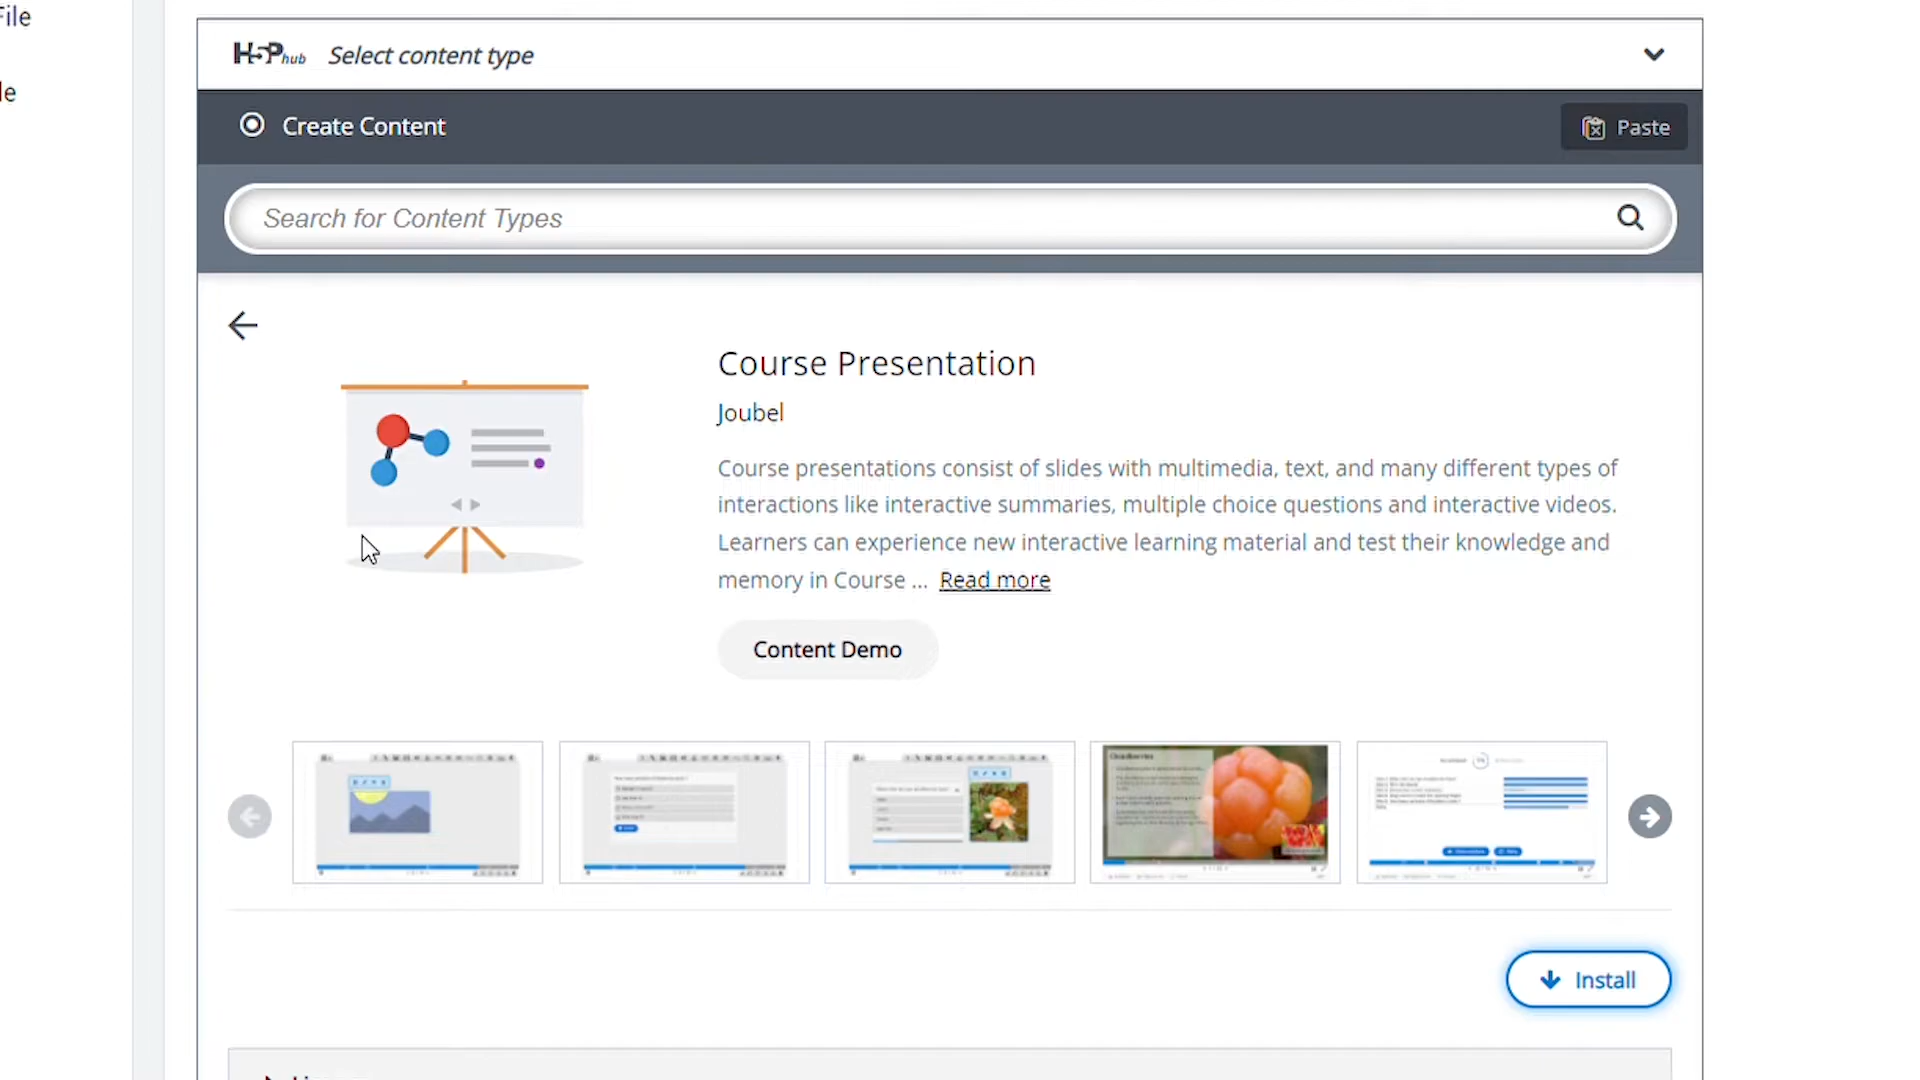 File
le
H5P hub Select content type
Create Content
Paste
Search for Content Types
Course Presentation
Joubel
Course presentations consist of slides with multimedia, text, and many different types of
interactions like interactive summaries, multiple choice questions and interactive videos.
Learners can experience new interactive learning material and test their knowledge and
memory in Course ... Read more
Content Demo
Install